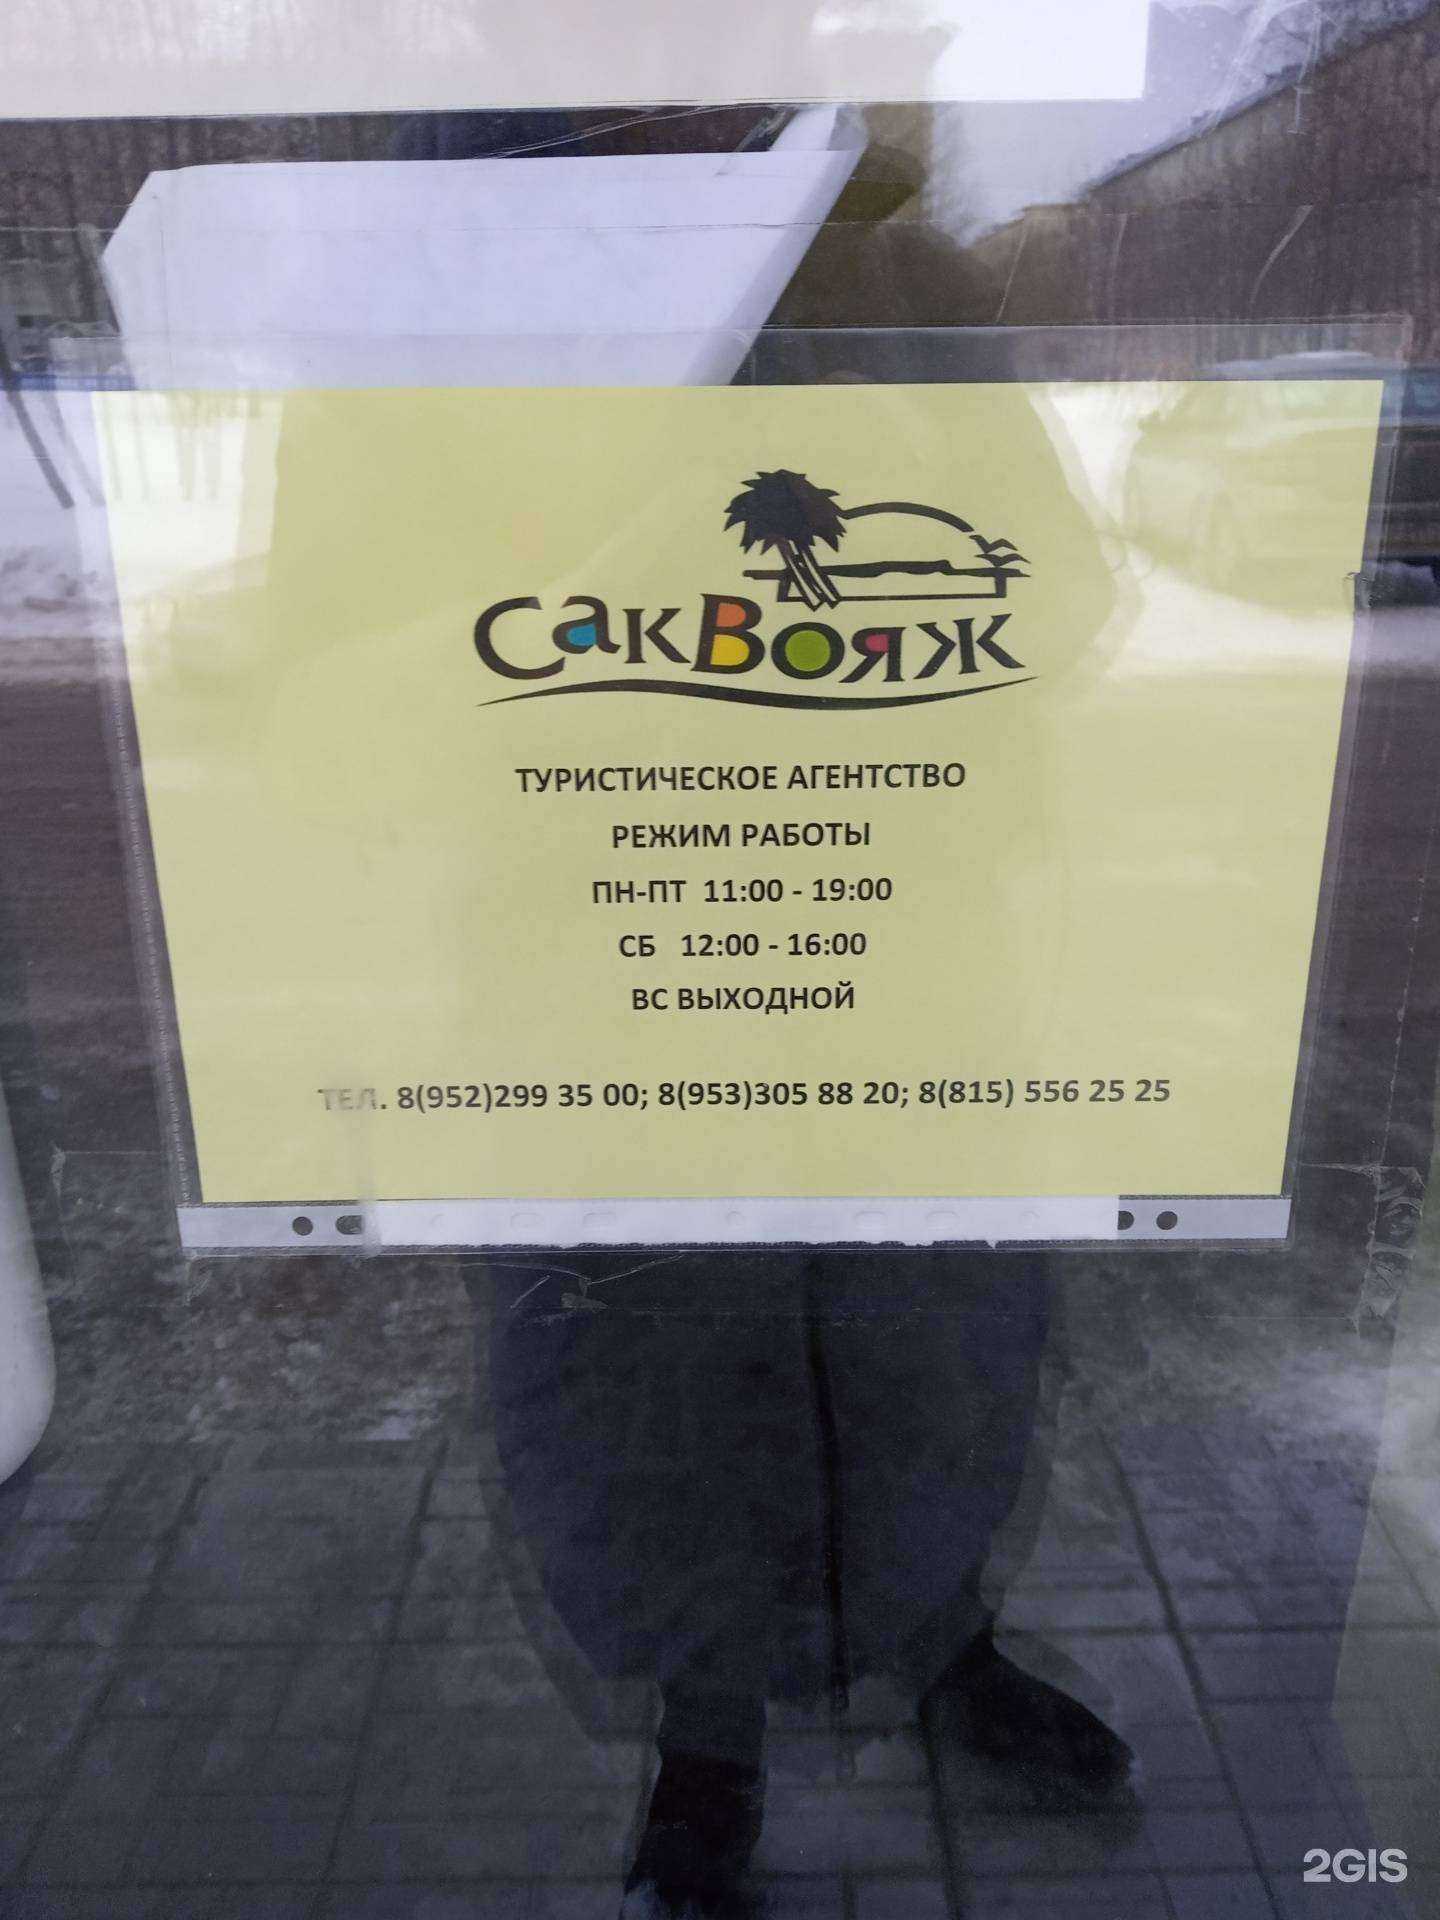 СакВояж
ТУРИСТИЧЕСКОЕ АГЕНТСТВО
РЕЖИМ РАБОТЫ
ПН-ПТ 11:00 - 19:00
СБ 12:00 - 16:00
ВС ВЫХОДНОЙ
ТЕЛ. 8(952)299 35 00; 8(953)305 88 20; 8(815) 556 25 25
2GIS